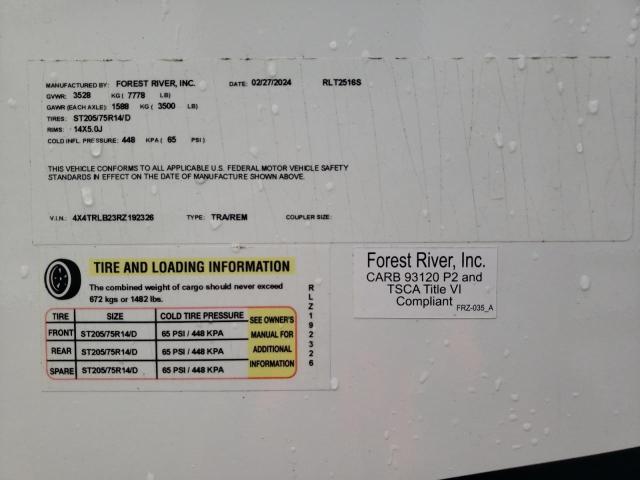 MANUFACTURED BY: FOREST RIVER, INC. DATE: 02/27/2024 RLT2516S
GVWR: 3528 KG ( 7778 LB)
GAWR (EACH AXLE): 1588 KG ( 3500 LB)
TIRES: ST205/75R14/D
RIMS: 14X5.0J
COLD INFL. PRESSURE: 448 KPA ( 65 PSI )
THIS VEHICLE CONFORMS TO ALL APPLICABLE U.S. FEDERAL MOTOR VEHICLE SAFETY
STANDARDS IN EFFECT ON THE DATE OF MANUFACTURE SHOWN ABOVE.
V.I.N.: 4X4TRLB23RZ192326 TYPE: TRA/REM COUPLER SIZE:
TIRE AND LOADING INFORMATION
The combined weight of cargo should never exceed
672 kgs or 1482 lbs.
TIRE SIZE COLD TIRE PRESSURE SEE OWNER'S
FRONT ST205/75R14/D 65 PSI / 448 KPA MANUAL FOR
REAR ST205/75R14/D 65 PSI / 448 KPA ADDITIONAL
SPARE ST205/75R14/D 65 PSI / 448 KPA INFORMATION
RLZ192326
Forest River, Inc.
CARB 93120 P2 and
TSCA Title VI
Compliant
FRZ-035_A